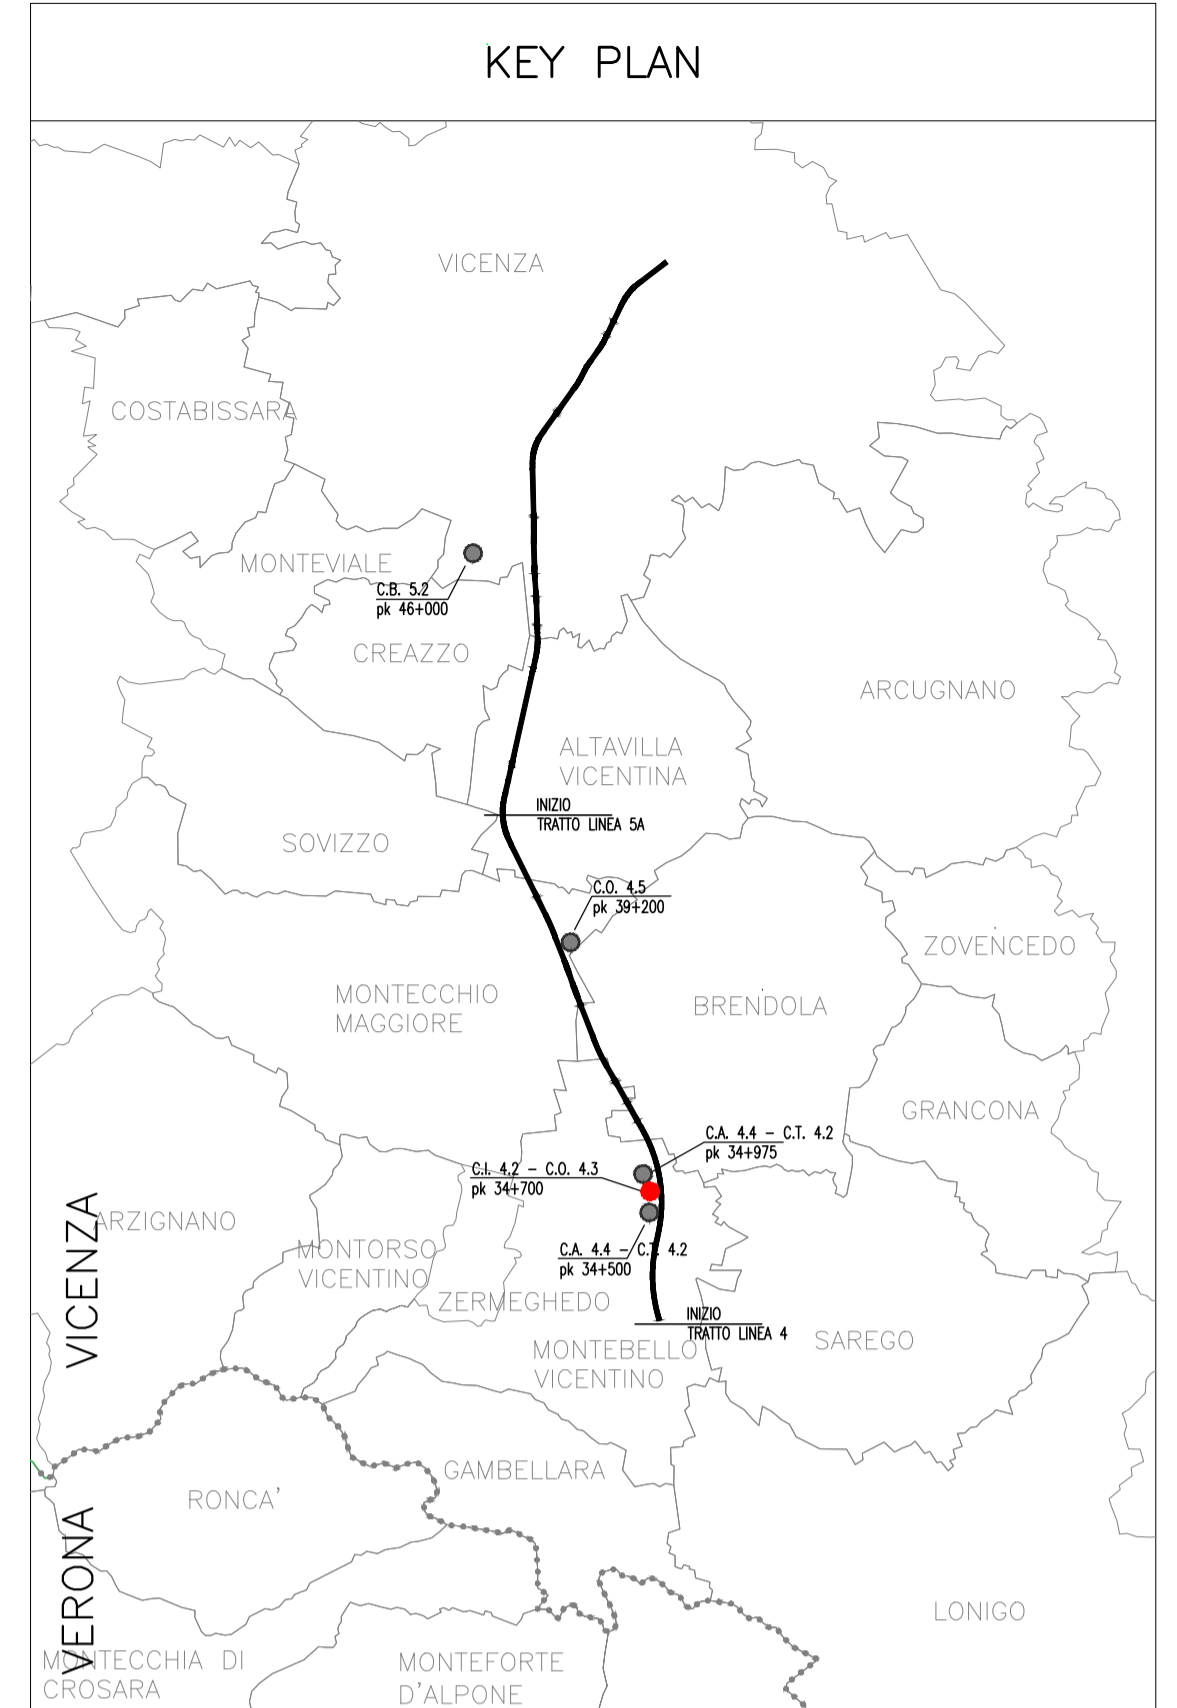 KEY PLAN
VICENZA
COSTABISSARA
MONTEVIALE
C.B. 5.2
pk 46+000
CREAZZO
ARCUGNANO
ALTAVILLA
VICENTINA
INIZIO
TRATTO LINEA 5A
SOVIZZO
C.O. 4.5
pk 39+200
ZOVENCEDO
MONTECCHIO
MAGGIORE
BRENDOLA
GRANCONA
C.A. 4.4 - C.T. 4.2
pk 34+975
C.I. 4.2 - C.O. 4.3
pk 34+700
ARZIGNANO
VICENZA
MONTORSO
VICENTINO
C.A. 4.4 - C.T. 4.2
pk 34+500
ZERMEGHEDO
INIZIO
TRATTO LINEA 4
SAREGO
MONTEBELLO
VICENTINO
GAMBELLARA
RONCA'
VERONA
LONIGO
MONTECCHIA DI
CROSARA
MONTEFORTE
D'ALPONE